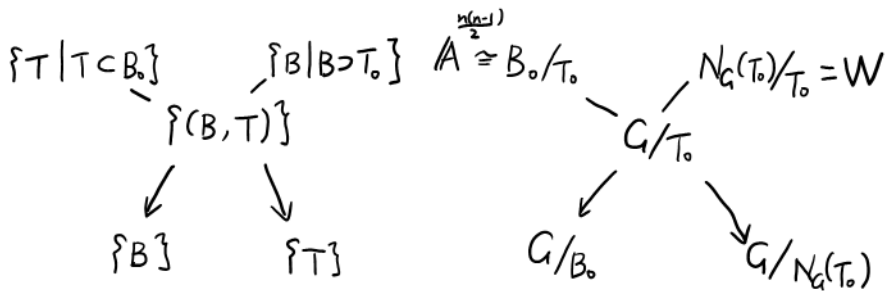 {T|T⊂B₀} {B|B⊃T₀} 𝔸^{n(n-1)/2} ≅ B₀/T₀ N_G(T₀)/T₀ = W
{(B,T)} G/T₀
{B} {T} G/B₀ G/N_G(T₀)